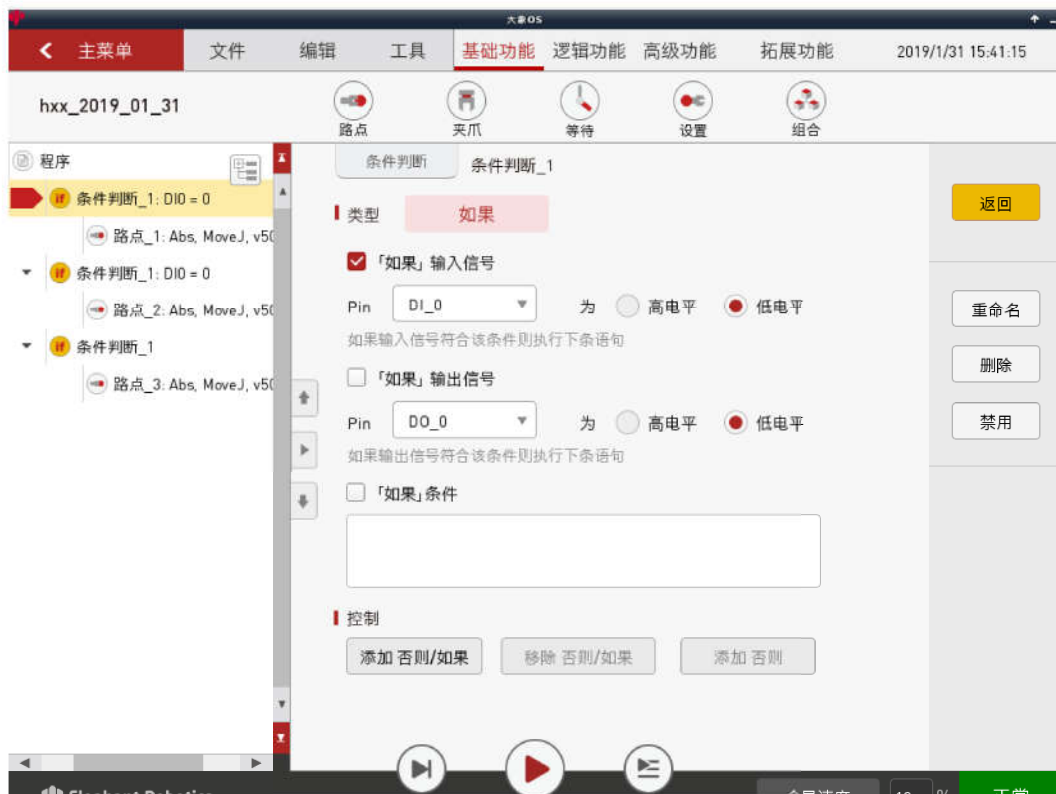 大象OS
主菜单 文件 编辑 工具 基础功能 逻辑功能 高级功能 拓展功能 2019/1/31 15:41:15
hxx_2019_01_31
路点 夹爪 等待 设置 组合
程序
条件判断_1: DI0 = 0
路点_1: Abs, MoveJ, v50
条件判断_1: DI0 = 0
路点_2: Abs, MoveJ, v50
条件判断_1
路点_3: Abs, MoveJ, v50
条件判断 条件判断_1
类型 如果
「如果」输入信号
Pin DI_0 为 高电平 低电平
如果输入信号符合该条件则执行下条语句
「如果」输出信号
Pin DO_0 为 高电平 低电平
如果输出信号符合该条件则执行下条语句
「如果」条件
控制
添加 否则/如果 移除 否则/如果 添加 否则
返回
重命名
删除
禁用
Elephant Robotics
%